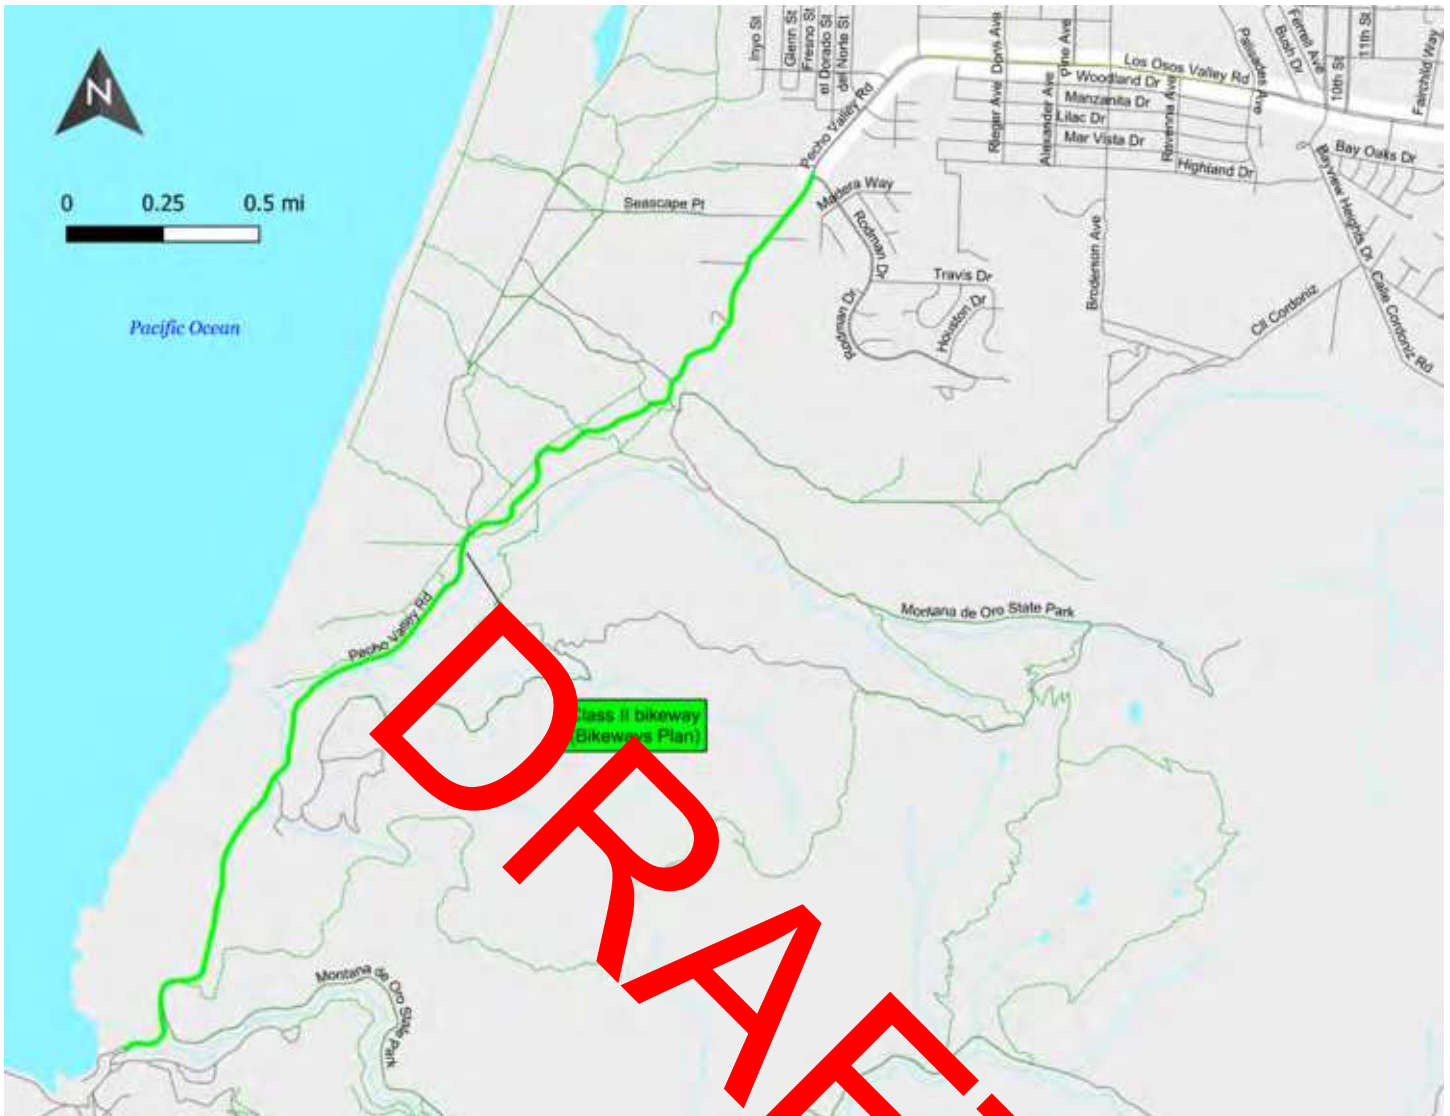 Inyo St
Glenn St
Fresno St
el Dorado St
del Norte St
Doris Ave
Pine Ave
Palisades Ave
Ferrell Ave
Bush Dr
10th St
11th St
Fairchild Way
N
Los Osos Valley Rd
Woodland Dr
Manzanita Dr
Lilac Dr
Mar Vista Dr
Highland Dr
Rieger Ave
Alexander Ave
Ravenna Ave
Bay Oaks Dr
Bayview Heights Dr
Pecho Valley Rd
0 0.25 0.5 mi
Seascape Pt
Madera Way
Rodman Dr
Travis Dr
Houston Dr
Rodman Dr
Broderson Ave
Cll Cordoniz
Calle Cordoniz Rd
Pacific Ocean
Pecho Valley Rd
Montana de Oro State Park
Class II bikeway
(Bikeways Plan)
Montana de Oro State Park
DRAFT